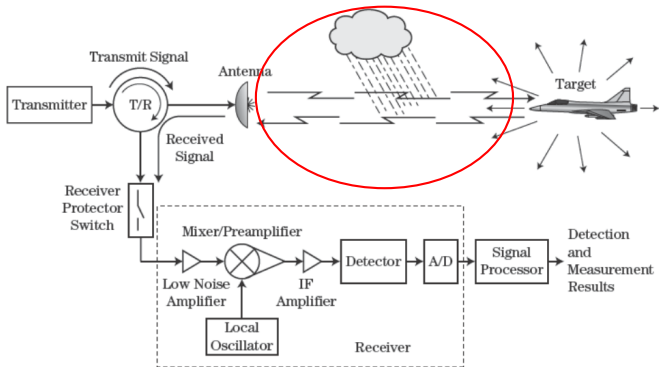 Transmit Signal
Antenna
Target
Transmitter
T/R
Received
Signal
Receiver
Protector
Switch
Mixer/Preamplifier
Low Noise
Amplifier
IF
Amplifier
Detector
A/D
Signal
Processor
Detection
and
Measurement
Results
Local
Oscillator
Receiver